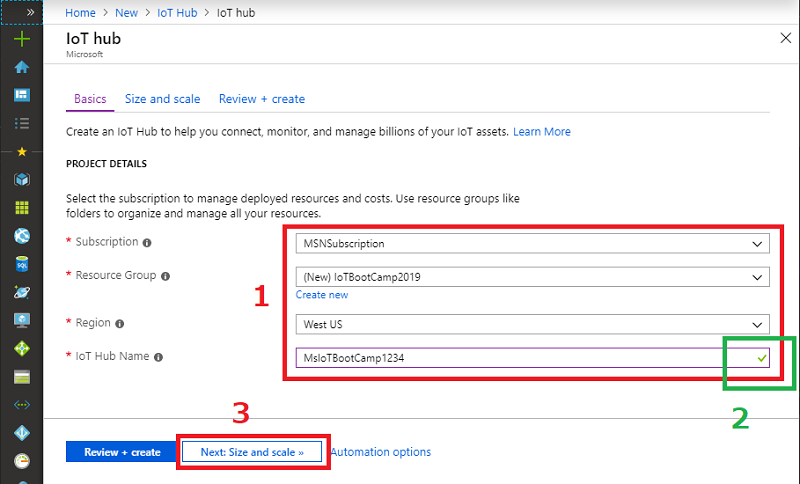 »
Home > New > IoT Hub > IoT hub
IoT hub
Microsoft
Basics Size and scale Review + create
Create an IoT Hub to help you connect, monitor, and manage billions of your IoT assets. Learn More
PROJECT DETAILS
Select the subscription to manage deployed resources and costs. Use resource groups like
folders to organize and manage all your resources.
* Subscription MSNSubscription
* Resource Group (New) IoTBootCamp2019
Create new
1
* Region West US
* IoT Hub Name MsIoTBootCamp1234
2
3
Review + create Next: Size and scale » Automation options